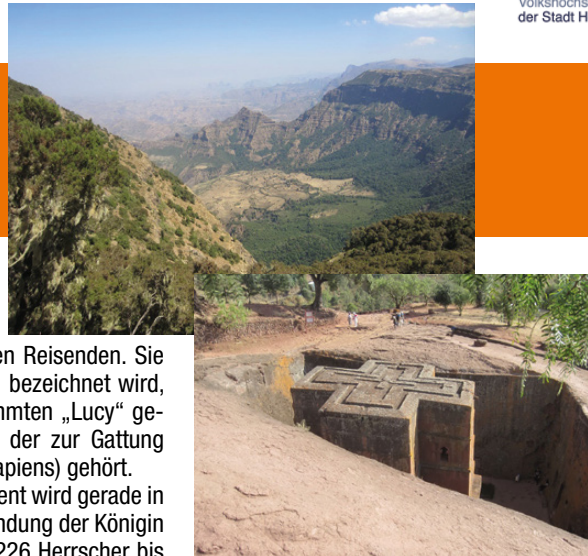 Volkshochs
der Stadt H
en Reisenden. Sie
bezeichnet wird,
mmten „Lucy“ ge-
der zur Gattung
apiens) gehört.
ent wird gerade in
ndung der Königin
226 Herrscher bis